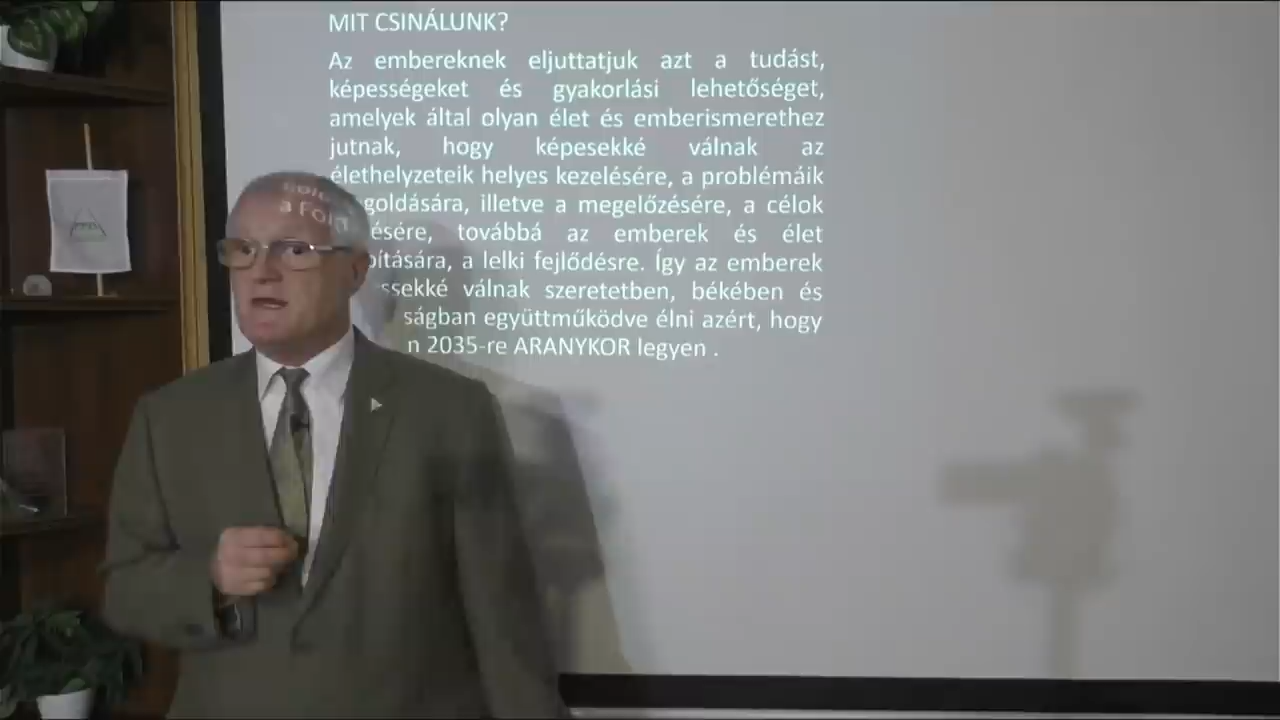 MIT CSINÁLUNK?
Az embereknek eljuttatjuk azt a tudást,
képességeket és gyakorlási lehetőséget,
amelyek által olyan élet és emberismerethez
jutnak, hogy képesekké válnak az
élethelyzeteik helyes kezelésére, a problémáik
goldására, illetve a megelőzésére, a célok
ésére, továbbá az emberek és élet
pítására, a lelki fejlődésre. Így az emberek
ssekké válnak szeretetben, békében és
ságban együttműködve élni azért, hogy
n 2035-re ARANYKOR legyen .
a Föld